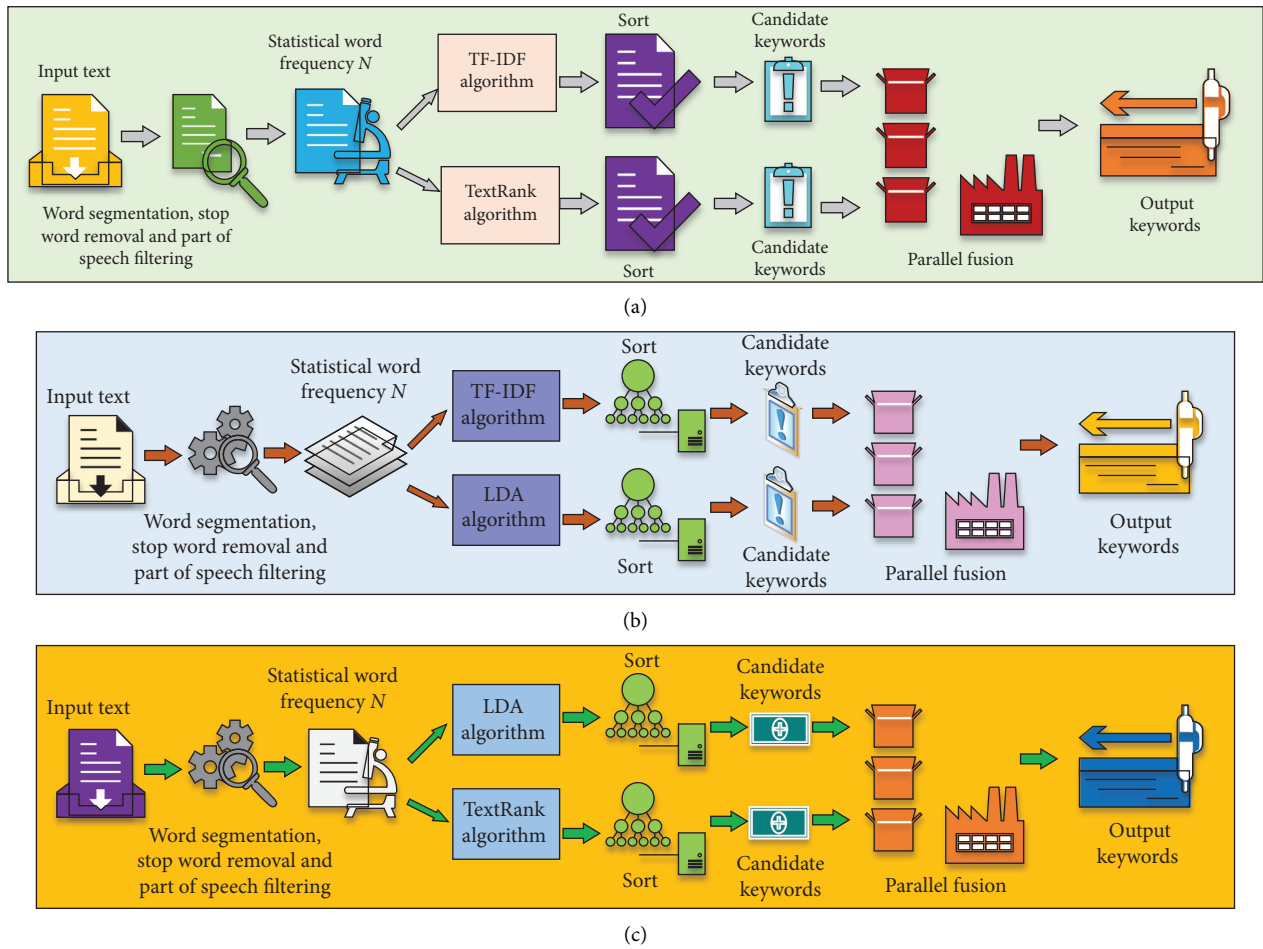 Input text
Word segmentation, stop
word removal and part of
speech filtering
Statistical word
frequency N
TF-IDF
algorithm
TextRank
algorithm
Sort
Sort
Candidate
keywords
Candidate
keywords
Parallel fusion
Output
keywords
(a)
Input text
Word segmentation,
stop word removal and
part of speech filtering
Statistical word
frequency N
TF-IDF
algorithm
LDA
algorithm
Sort
Sort
Candidate
keywords
Candidate
keywords
Parallel fusion
Output
keywords
(b)
Input text
Word segmentation,
stop word removal and
part of speech filtering
Statistical word
frequency N
LDA
algorithm
TextRank
algorithm
Sort
Sort
Candidate
keywords
Candidate
keywords
Parallel fusion
Output
keywords
(c)